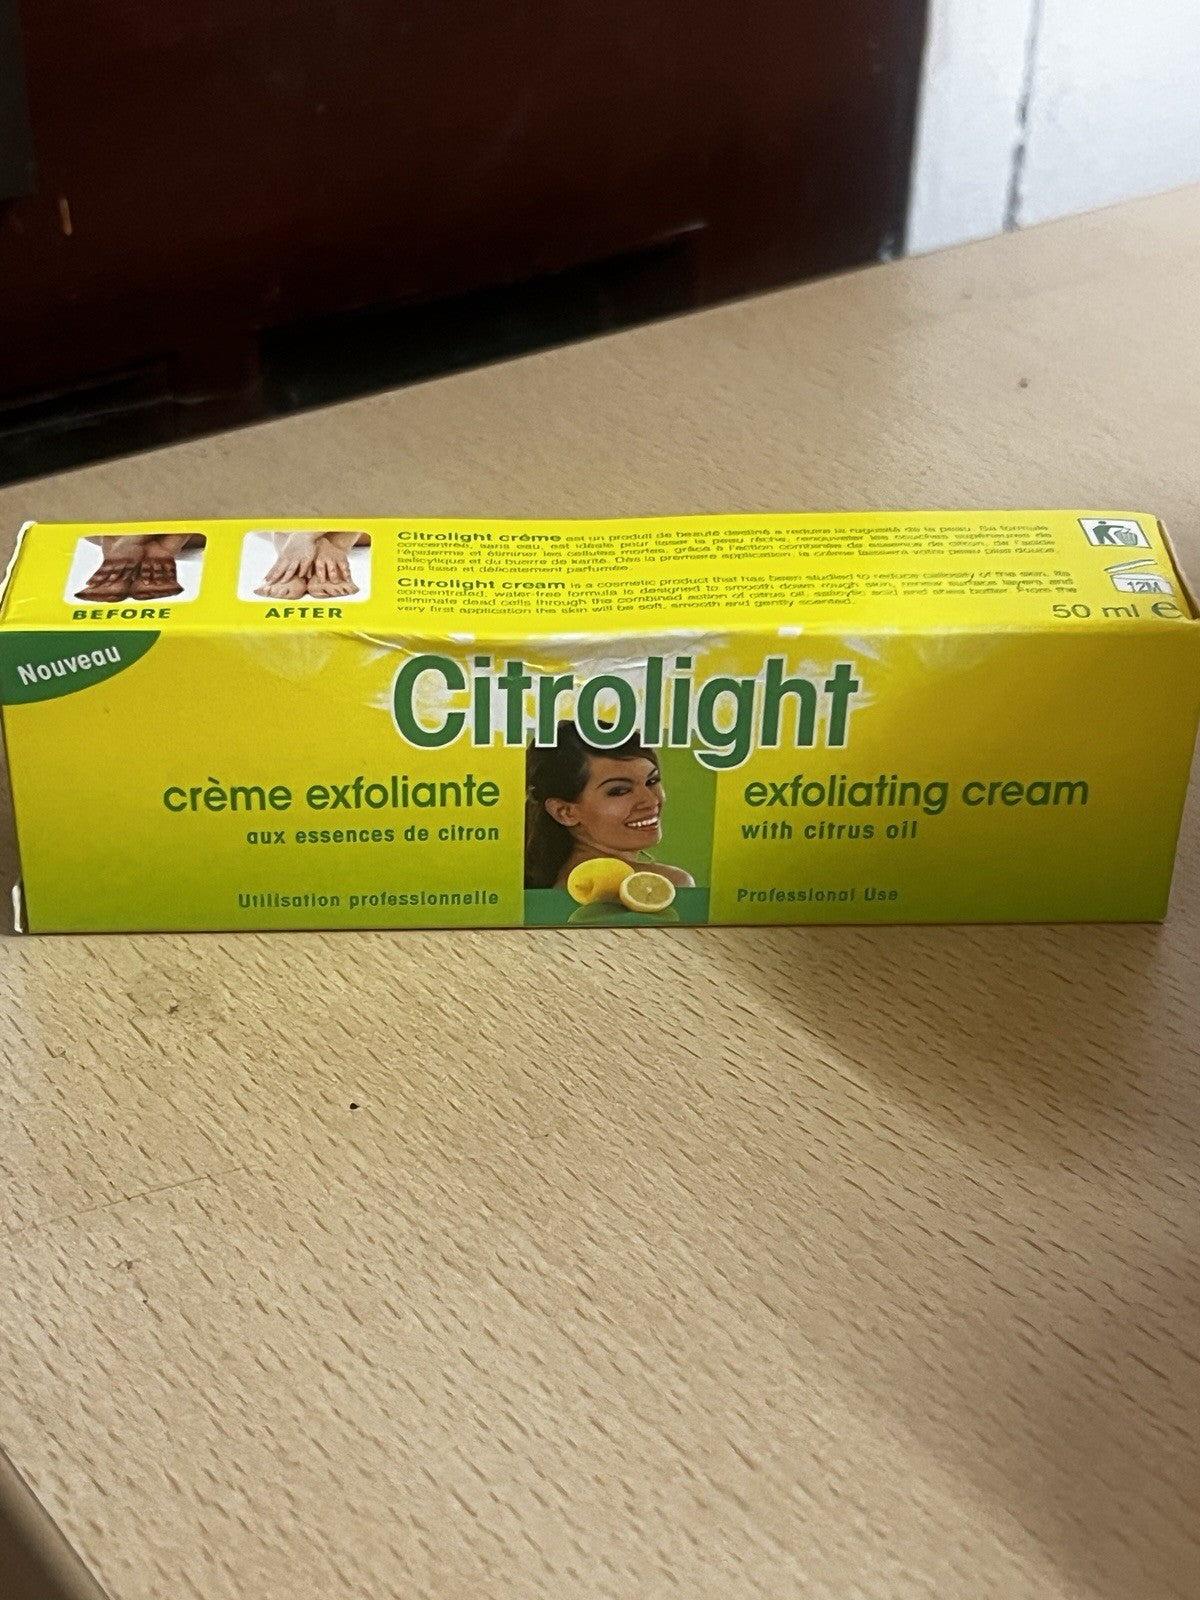 Citrolight crème est un produit de beauté destiné à réduire la rugosité de la peau. Sa formule
concentrée, sans eau, est idéale pour lisser la peau rêche, renouveler les couches supérieures de
l'épiderme et éliminer les cellules mortes, grâce à l'action combinée de essence de citron, de l'acide
salicylique et du buerre de karité. Dès la première application, la crème laissera votre peau plus douce,
plus lisse et délicatement parfumée.
Citrolight cream is a cosmetic product that has been studied to reduce callosity of the skin. Its
concentrated, water-free formula is designed to smooth down rough skin, renew surface layers and
eliminate dead cells through the combined action of citrus oil, salicylic acid and shea butter. From the
very first application the skin will be soft, smooth and gently scented.
BEFORE
AFTER
12M
50 ml e
Nouveau
Citrolight
crème exfoliante
aux essences de citron
Utilisation professionnelle
exfoliating cream
with citrus oil
Professional Use